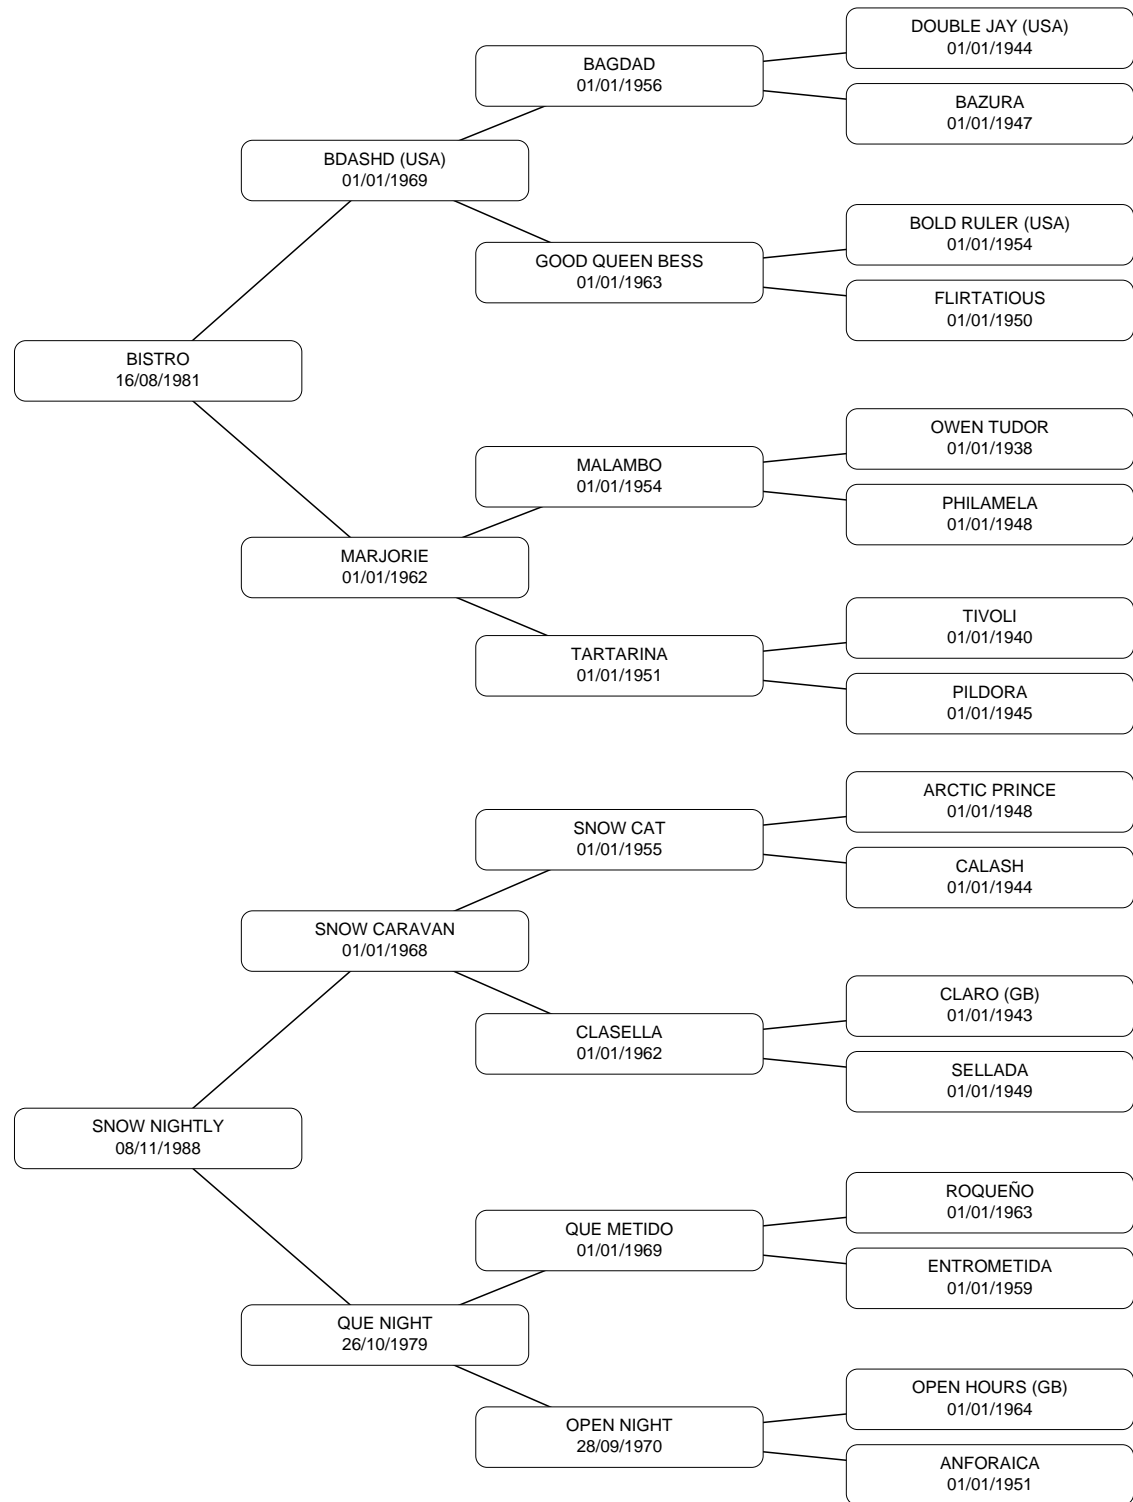 DOUBLE JAY (USA)
01/01/1944
BAGDAD
01/01/1956
BAZURA
01/01/1947
BDASHD (USA)
01/01/1969
BOLD RULER (USA)
01/01/1954
GOOD QUEEN BESS
01/01/1963
FLIRTATIOUS
01/01/1950
BISTRO
16/08/1981
OWEN TUDOR
01/01/1938
MALAMBO
01/01/1954
PHILAMELA
01/01/1948
MARJORIE
01/01/1962
TIVOLI
01/01/1940
TARTARINA
01/01/1951
PILDORA
01/01/1945
ARCTIC PRINCE
01/01/1948
SNOW CAT
01/01/1955
CALASH
01/01/1944
SNOW CARAVAN
01/01/1968
CLARO (GB)
01/01/1943
CLASELLA
01/01/1962
SELLADA
01/01/1949
SNOW NIGHTLY
08/11/1988
ROQUEÑO
01/01/1963
QUE METIDO
01/01/1969
ENTROMETIDA
01/01/1959
QUE NIGHT
26/10/1979
OPEN HOURS (GB)
01/01/1964
OPEN NIGHT
28/09/1970
ANFORAICA
01/01/1951